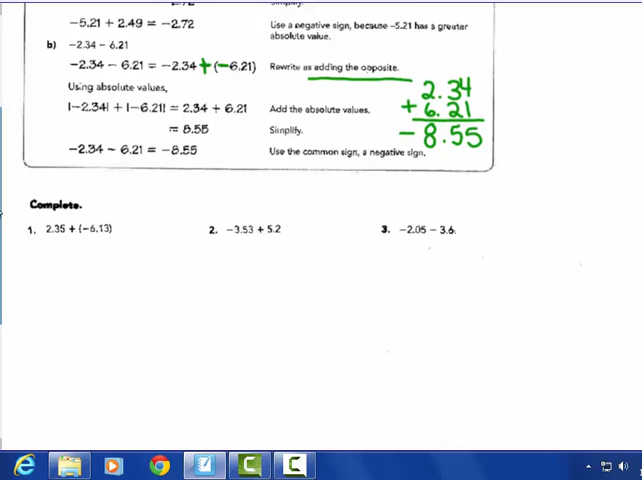 -5.21 + 2.49 = -2.72 Use a negative sign, because -5.21 has a greater absolute value.
b) -2.34 - 6.21
-2.34 - 6.21 = -2.34 + (-6.21) Rewrite as adding the opposite.
Using absolute values,
|-2.34| + |-6.21| = 2.34 + 6.21 Add the absolute values.
= 8.55 Simplify.
-2.34 - 6.21 = -8.55 Use the common sign, a negative sign.
2.34
+ 6.21
- 8.55
Complete.
1. 2.35 + (-6.13) 2. -3.53 + 5.2 3. -2.05 - 3.6